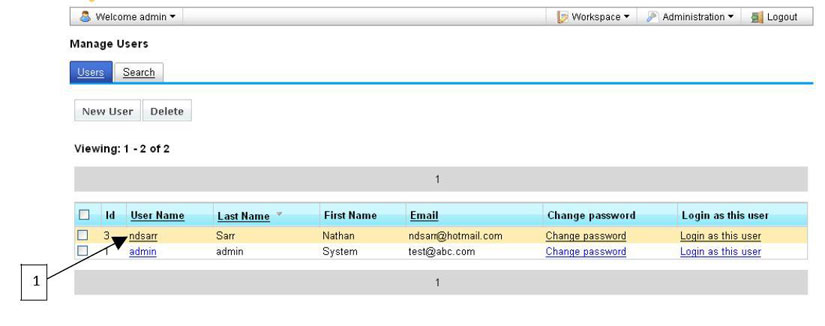 Welcome admin Workspace Administration Logout
Manage Users
Users Search
New User Delete
Viewing: 1 - 2 of 2
1
Id User Name Last Name First Name Email Change password Login as this user
3 ndsarr Sarr Nathan ndsarr@hotmail.com Change password Login as this user
1 admin admin System test@abc.com Change password Login as this user
1
1